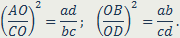 (AO/CO)² = ad/bc ; (OB/OD)² = ab/cd .